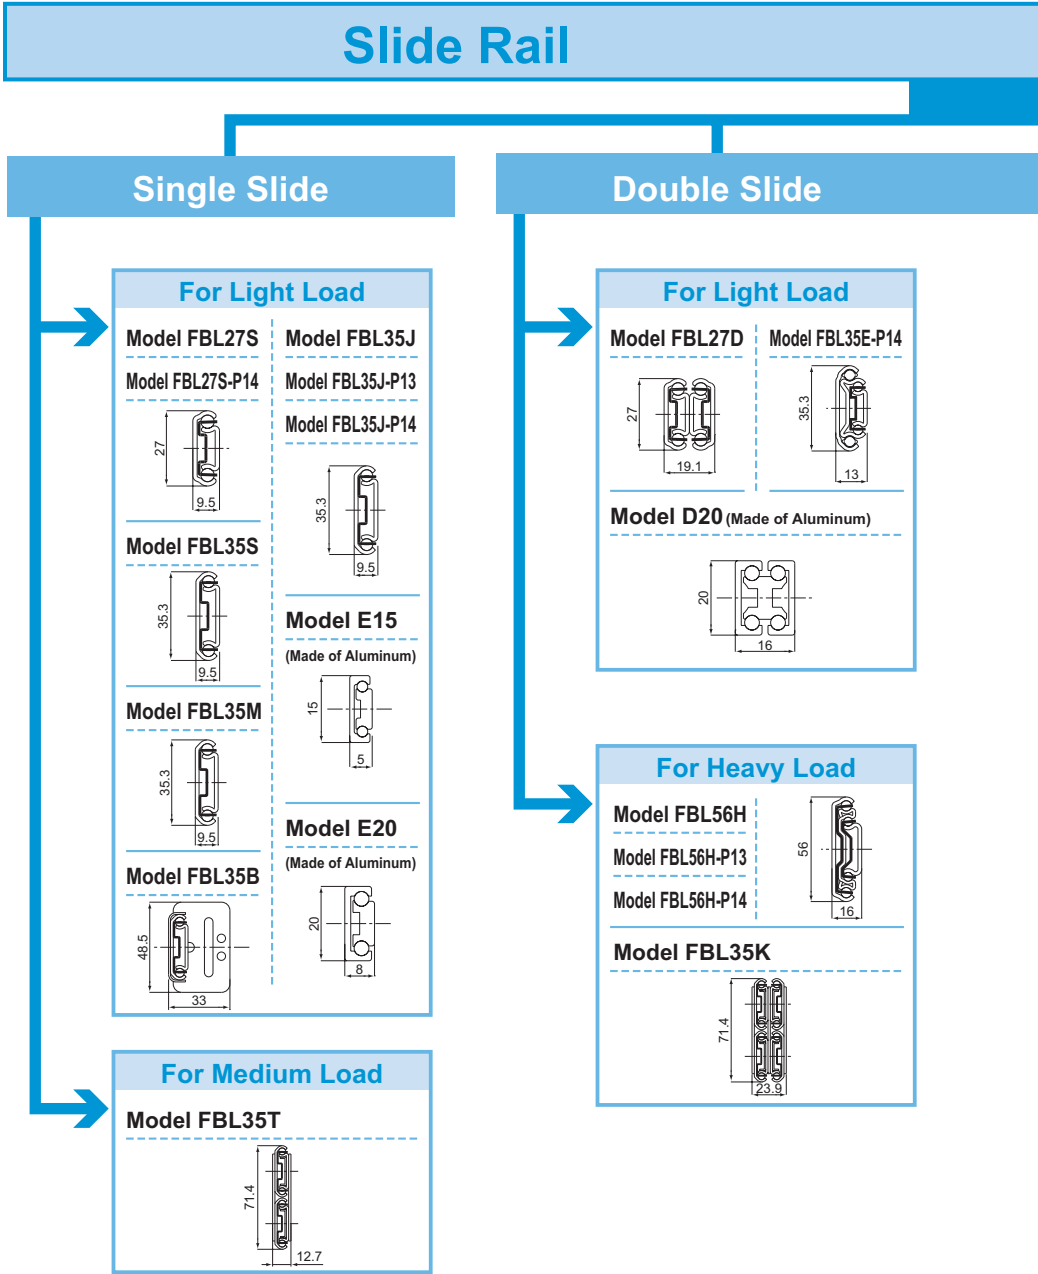 Slide Rail
Single Slide
For Light Load
Model FBL27S
Model FBL27S-P14
27
9.5
Model FBL35S
35.3
9.5
Model FBL35M
35.3
9.5
Model FBL35B
48.5
33
Model FBL35J
Model FBL35J-P13
Model FBL35J-P14
35.3
9.5
Model E15
(Made of Aluminum)
15
5
Model E20
(Made of Aluminum)
20
8
For Medium Load
Model FBL35T
71.4
12.7
Double Slide
For Light Load
Model FBL27D
27
19.1
Model FBL35E-P14
35.3
13
Model D20 (Made of Aluminum)
20
16
For Heavy Load
Model FBL56H
Model FBL56H-P13
Model FBL56H-P14
56
16
Model FBL35K
71.4
23.9